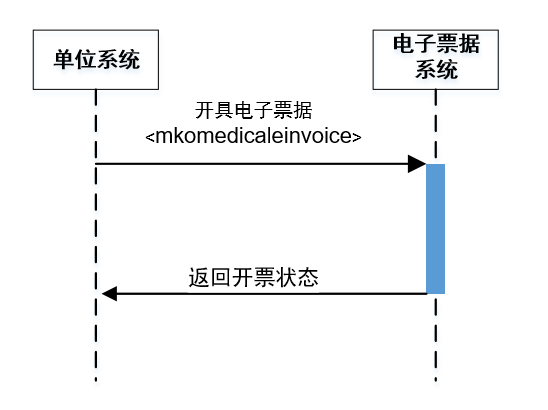 单位系统
电子票据
系统
开具电子票据
<mkomedicaleinvoice>
返回开票状态